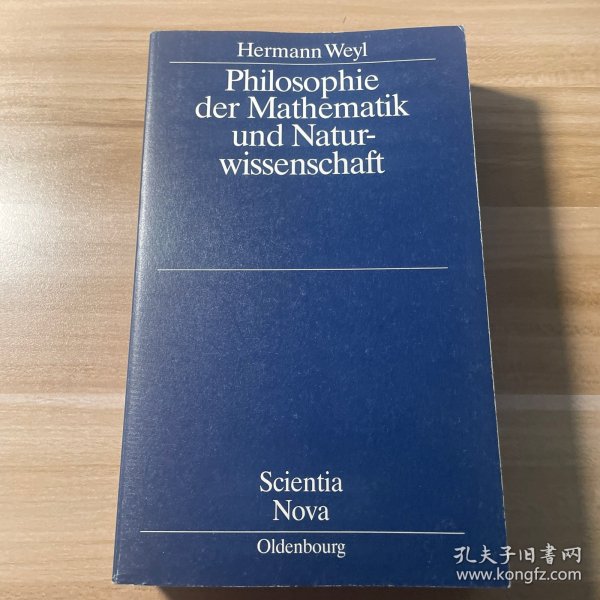 Hermann Weyl
Philosophie
der Mathematik
und Natur-
wissenschaft
Scientia
Nova
Oldenbourg
孔夫子旧书网
www.kongfz.com